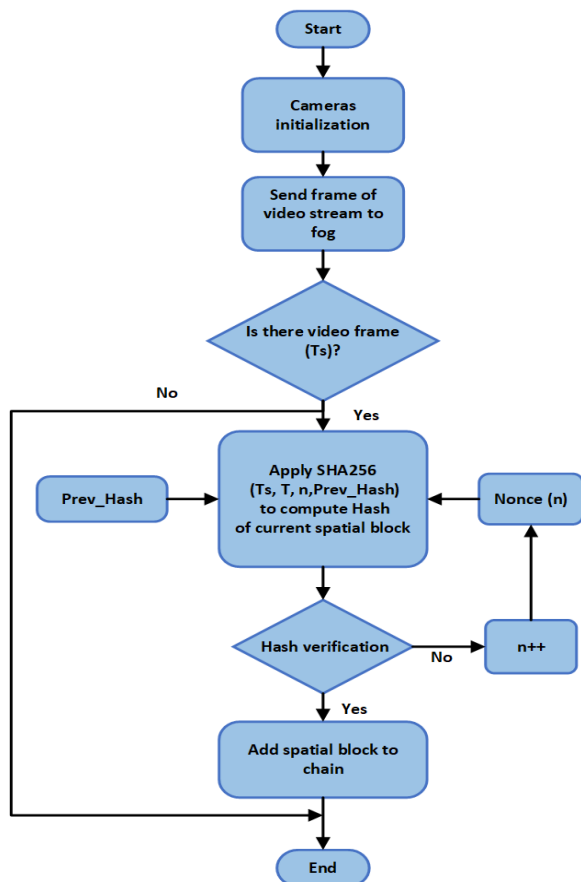 Start
Cameras
initialization
Send frame of
video stream to
fog
Is there video frame
(Ts)?
No
Yes
Apply SHA256
(Ts, T, n,Prev_Hash)
to compute Hash
of current spatial block
Prev_Hash
Nonce (n)
Hash verification
No
n++
Yes
Add spatial block to
chain
End